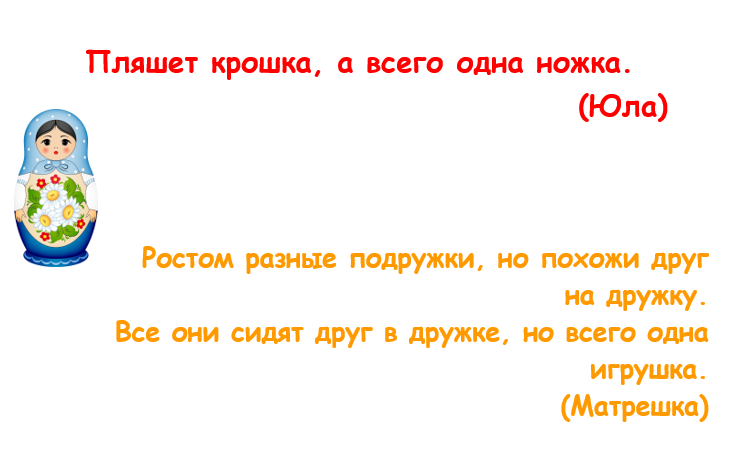 Пляшет крошка, а всего одна ножка.
(Юла)
Ростом разные подружки, но похожи друг
на дружку.
Все они сидят друг в дружке, но всего одна
игрушка.
(Матрешка)